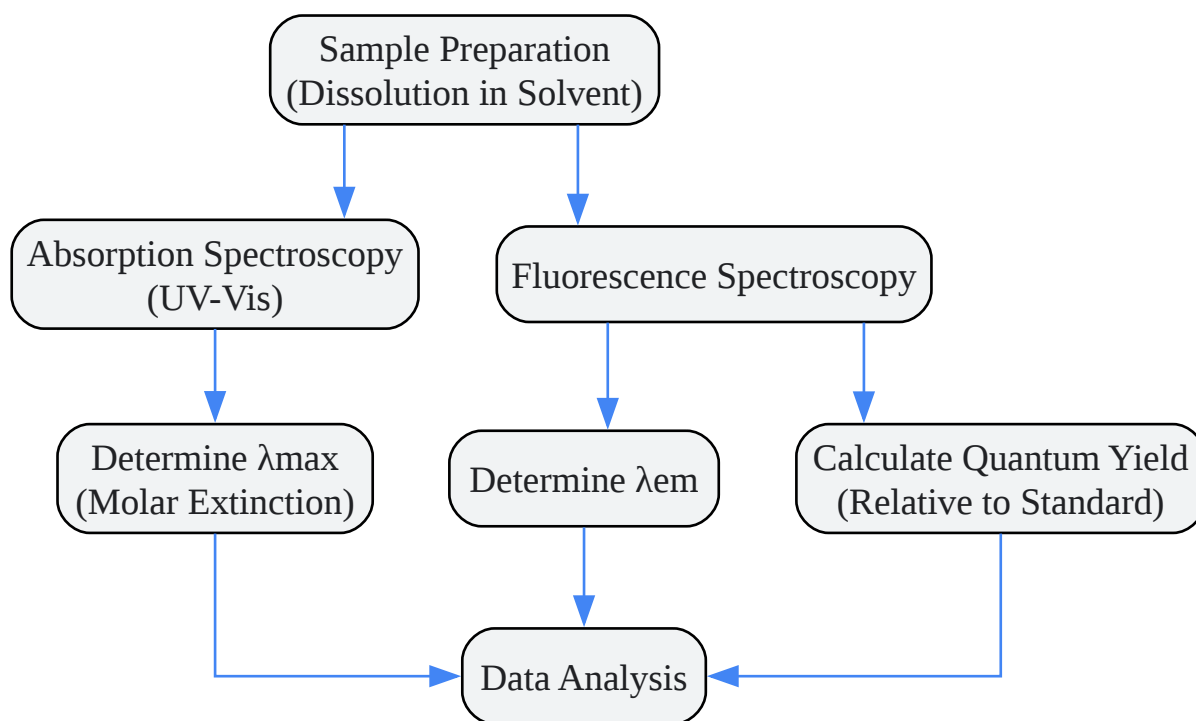 Sample Preparation
(Dissolution in Solvent)
Absorption Spectroscopy
(UV-Vis)
Fluorescence Spectroscopy
Determine λmax
(Molar Extinction)
Determine λem
Calculate Quantum Yield
(Relative to Standard)
Data Analysis